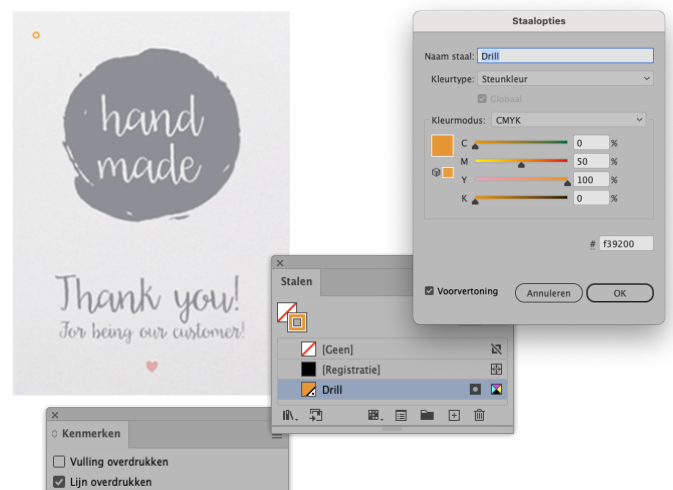 hand
made
Thank you!
For being our customer!
Staalopties
Naam staal: Drill
Kleurtype: Steunkleur
Globaal
Kleurmodus: CMYK
C 0 %
M 50 %
Y 100 %
K 0 %
# f39200
Voorvertoning
Annuleren
OK
Stalen
[Geen]
[Registratie]
Drill
Kenmerken
Vulling overdrukken
Lijn overdrukken